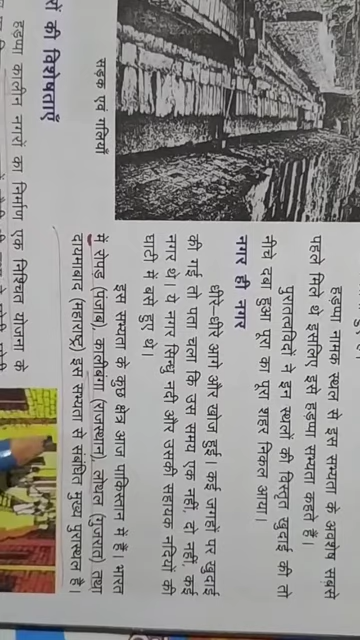 हड़प्पा नामक स्थल से इस सभ्यता के अवशेष सबसे
पहले मिले थे इसलिए इसे हड़प्पा सभ्यता कहते हैं।
पुरातत्वविदों ने इन स्थलों की विस्तृत खुदाई की तो
नीचे दबा हुआ पूरा का पूरा शहर निकल आया।
नगर ही नगर
धीरे-धीरे आगे और खोज हुई। कई जगहों पर खुदाई
की गई तो पता चला कि उस समय एक नहीं, दो नहीं कई
नगर थे। ये नगर सिन्धु नदी और उसकी सहायक नदियों की
घाटी में बसे हुए थे।
इस सभ्यता के कुछ क्षेत्र आज पाकिस्तान में हैं। भारत
में रोपड़ (पंजाब), कालीबंगा (राजस्थान), लोथल (गुजरात) तथा
दायमाबाद (महाराष्ट्र) इस सभ्यता से संबंधित मुख्य पुरास्थल है।
सड़क एवं गलियाँ
की विशेषताएँ
हड़प्पा कालीन नगरों का निर्माण एक निश्चित योजना के